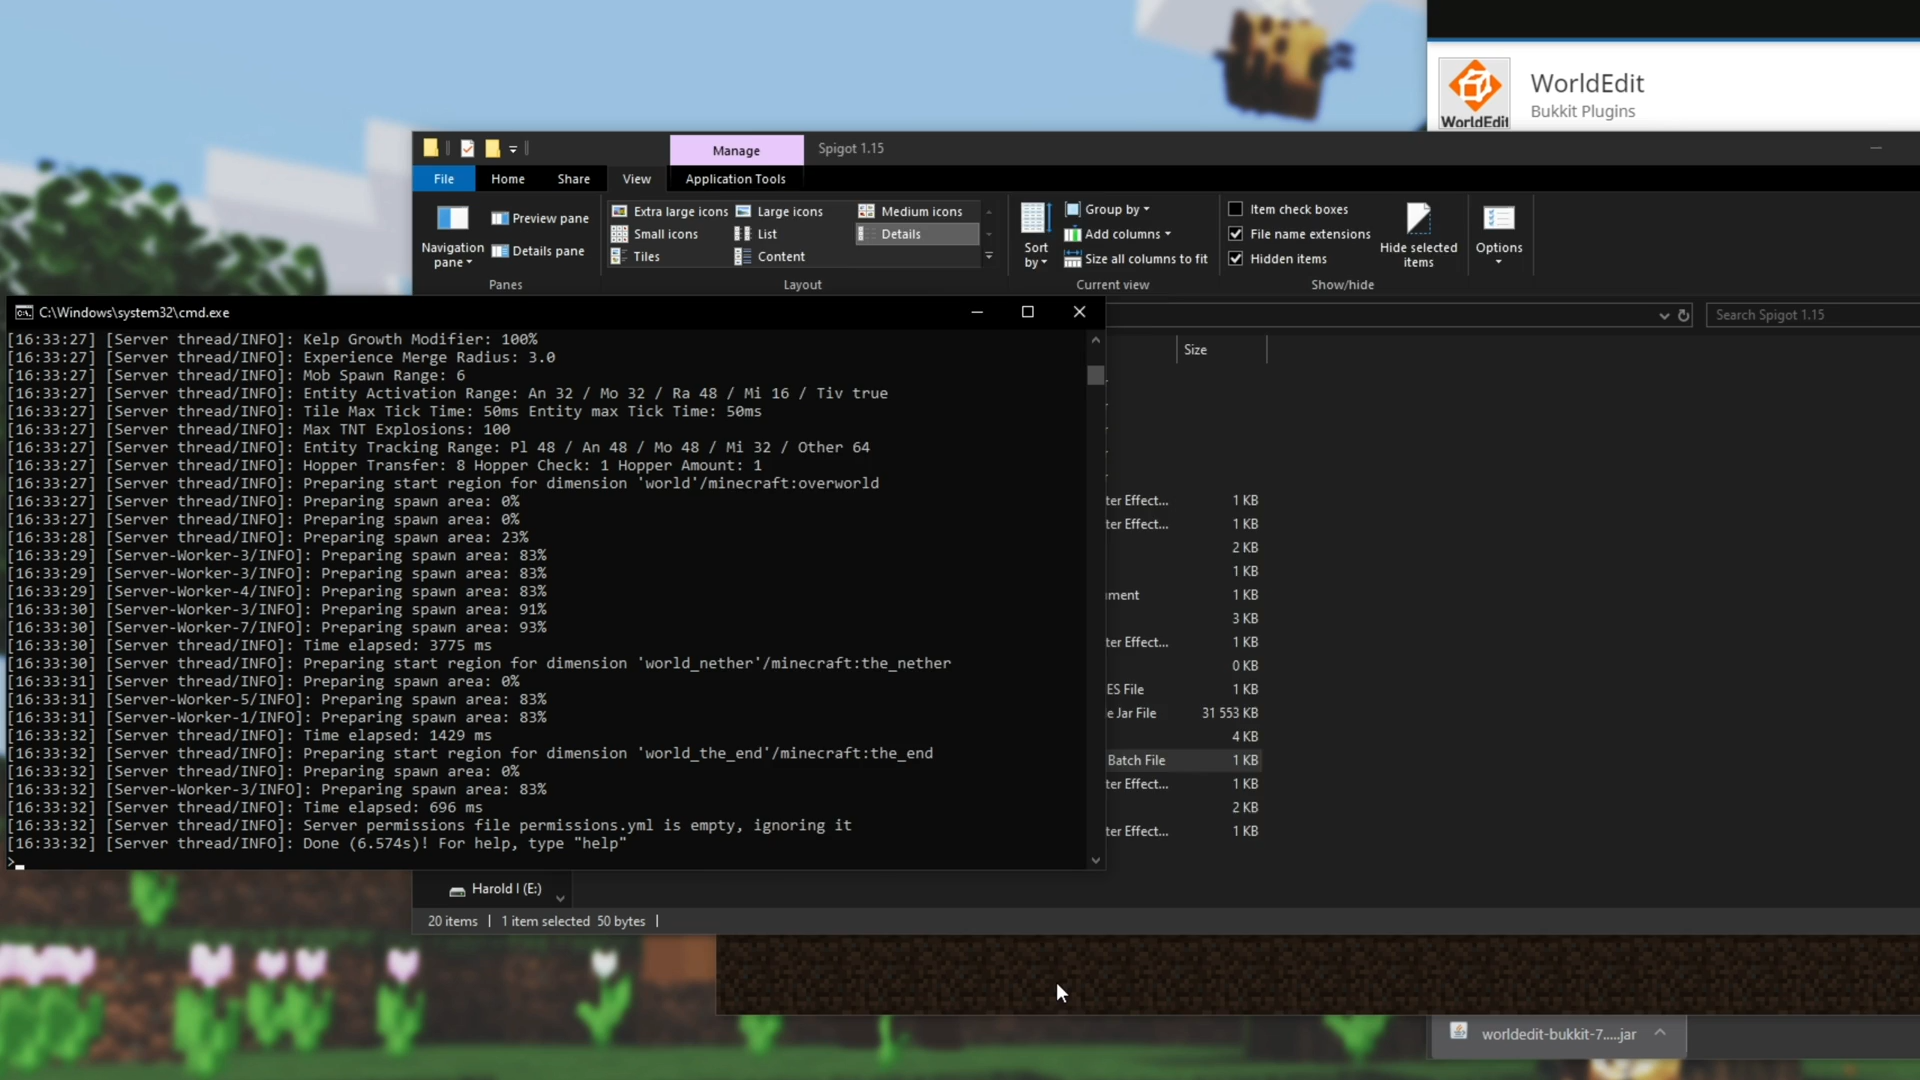 WorldEdit
Bukkit Plugins
WorldEdit
Manage
Spigot 1.15
File
Home
Share
View
Application Tools
Navigation pane
Preview pane
Details pane
Panes
Extra large icons
Large icons
Medium icons
Small icons
List
Details
Tiles
Content
Layout
Sort by
Group by
Add columns
Size all columns to fit
Current view
Item check boxes
File name extensions
Hidden items
Hide selected items
Show/hide
Options
C:\Windows\system32\cmd.exe
Search Spigot 1.15
[16:33:27] [Server thread/INFO]: Kelp Growth Modifier: 100%
[16:33:27] [Server thread/INFO]: Experience Merge Radius: 3.0
[16:33:27] [Server thread/INFO]: Mob Spawn Range: 6
[16:33:27] [Server thread/INFO]: Entity Activation Range: An 32 / Mo 32 / Ra 48 / Mi 16 / Tiv true
[16:33:27] [Server thread/INFO]: Tile Max Tick Time: 50ms Entity max Tick Time: 50ms
[16:33:27] [Server thread/INFO]: Max TNT Explosions: 100
[16:33:27] [Server thread/INFO]: Entity Tracking Range: Pl 48 / An 48 / Mo 48 / Mi 32 / Other 64
[16:33:27] [Server thread/INFO]: Hopper Transfer: 8 Hopper Check: 1 Hopper Amount: 1
[16:33:27] [Server thread/INFO]: Preparing start region for dimension 'world'/minecraft:overworld
[16:33:27] [Server thread/INFO]: Preparing spawn area: 0%
[16:33:27] [Server thread/INFO]: Preparing spawn area: 0%
[16:33:28] [Server thread/INFO]: Preparing spawn area: 23%
[16:33:29] [Server-Worker-3/INFO]: Preparing spawn area: 83%
[16:33:29] [Server-Worker-3/INFO]: Preparing spawn area: 83%
[16:33:29] [Server-Worker-4/INFO]: Preparing spawn area: 83%
[16:33:30] [Server-Worker-3/INFO]: Preparing spawn area: 91%
[16:33:30] [Server-Worker-7/INFO]: Preparing spawn area: 93%
[16:33:30] [Server thread/INFO]: Time elapsed: 3775 ms
[16:33:30] [Server thread/INFO]: Preparing start region for dimension 'world_nether'/minecraft:the_nether
[16:33:31] [Server thread/INFO]: Preparing spawn area: 0%
[16:33:31] [Server-Worker-5/INFO]: Preparing spawn area: 83%
[16:33:31] [Server-Worker-1/INFO]: Preparing spawn area: 83%
[16:33:32] [Server thread/INFO]: Time elapsed: 1429 ms
[16:33:32] [Server thread/INFO]: Preparing start region for dimension 'world_the_end'/minecraft:the_end
[16:33:32] [Server thread/INFO]: Preparing spawn area: 0%
[16:33:32] [Server-Worker-3/INFO]: Preparing spawn area: 83%
[16:33:32] [Server thread/INFO]: Time elapsed: 696 ms
[16:33:32] [Server thread/INFO]: Server permissions file permissions.yml is empty, ignoring it
[16:33:32] [Server thread/INFO]: Done (6.574s)! For help, type "help"
>
Size
ter Effect... 1 KB
ter Effect... 1 KB
2 KB
1 KB
ument 1 KB
3 KB
ter Effect... 1 KB
0 KB
ES File 1 KB
e Jar File 31 553 KB
4 KB
Batch File 1 KB
ter Effect... 1 KB
2 KB
ter Effect... 1 KB
Harold I (E:)
20 items
1 item selected 50 bytes
worldedit-bukkit-7.....jar